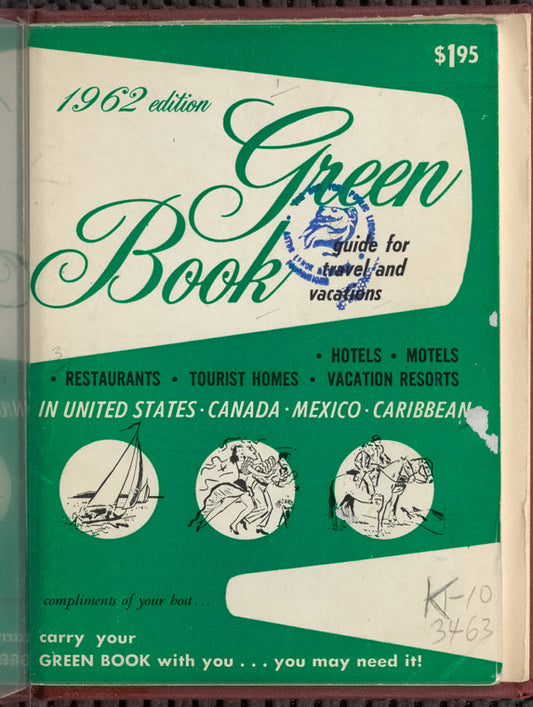 $1.95
1962 edition
Green
Book
guide for
travel and
vacations
• HOTELS • MOTELS
• RESTAURANTS • TOURIST HOMES • VACATION RESORTS
IN UNITED STATES · CANADA · MEXICO · CARIBBEAN
compliments of your host...
K-10
3463
carry your
GREEN BOOK with you ... you may need it!